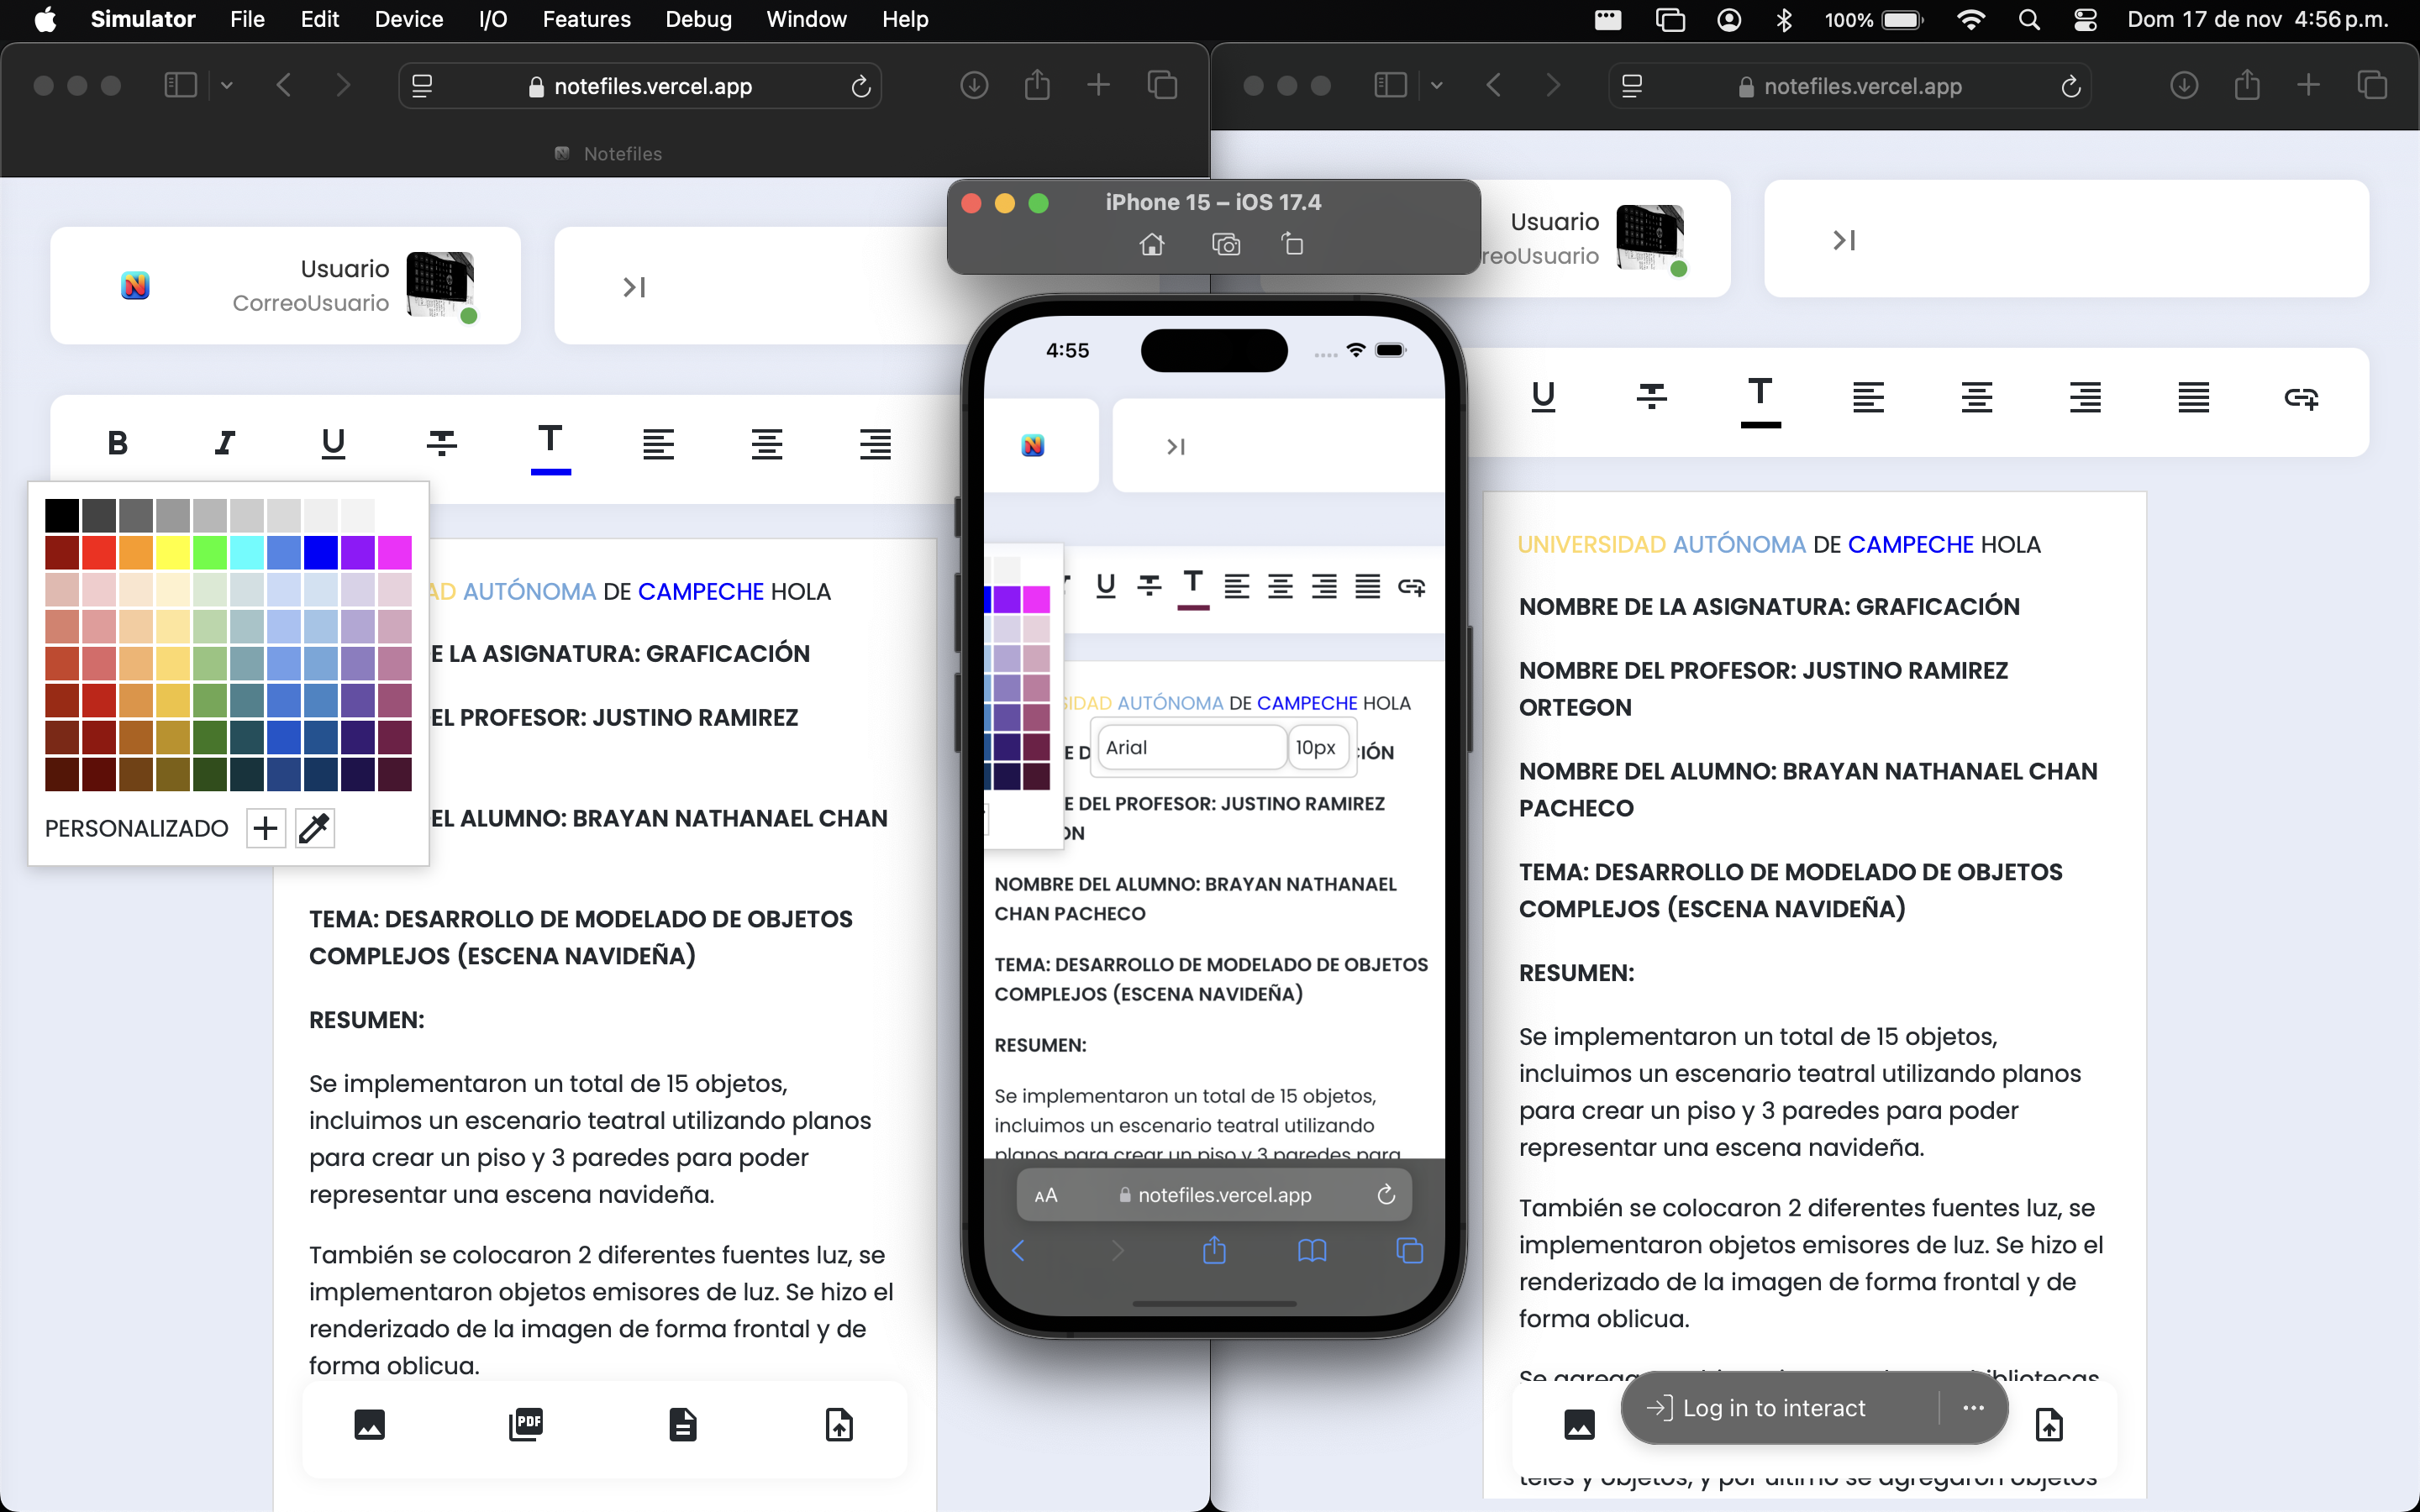 Simulator File Edit Device I/O Features Debug Window Help 100% Dom 17 de nov 4:56 p.m.
notefiles.vercel.app
Notefiles
Usuario
CorreoUsuario
B I U T T
AD AUTÓNOMA DE CAMPECHE HOLA
E LA ASIGNATURA: GRAFICACIÓN
EL PROFESOR: JUSTINO RAMIREZ
EL ALUMNO: BRAYAN NATHANAEL CHAN
PERSONALIZADO
TEMA: DESARROLLO DE MODELADO DE OBJETOS
COMPLEJOS (ESCENA NAVIDEÑA)
RESUMEN:
Se implementaron un total de 15 objetos,
incluimos un escenario teatral utilizando planos
para crear un piso y 3 paredes para poder
representar una escena navideña.
También se colocaron 2 diferentes fuentes luz, se
implementaron objetos emisores de luz. Se hizo el
renderizado de la imagen de forma frontal y de
forma oblicua.
PDF
iPhone 15 – iOS 17.4
4:55
U T T
SIDAD AUTÓNOMA DE CAMPECHE HOLA
E D
Arial
10px
IÓN
E DEL PROFESOR: JUSTINO RAMIREZ
ON
NOMBRE DEL ALUMNO: BRAYAN NATHANAEL
CHAN PACHECO
TEMA: DESARROLLO DE MODELADO DE OBJETOS
COMPLEJOS (ESCENA NAVIDEÑA)
RESUMEN:
Se implementaron un total de 15 objetos,
incluimos un escenario teatral utilizando
planos para crear un piso y 3 paredes para
AA notefiles.vercel.app
notefiles.vercel.app
Usuario
reoUsuario
U T T
UNIVERSIDAD AUTÓNOMA DE CAMPECHE HOLA
NOMBRE DE LA ASIGNATURA: GRAFICACIÓN
NOMBRE DEL PROFESOR: JUSTINO RAMIREZ
ORTEGON
NOMBRE DEL ALUMNO: BRAYAN NATHANAEL CHAN
PACHECO
TEMA: DESARROLLO DE MODELADO DE OBJETOS
COMPLEJOS (ESCENA NAVIDEÑA)
RESUMEN:
Se implementaron un total de 15 objetos,
incluimos un escenario teatral utilizando planos
para crear un piso y 3 paredes para poder
representar una escena navideña.
También se colocaron 2 diferentes fuentes luz, se
implementaron objetos emisores de luz. Se hizo el
renderizado de la imagen de forma frontal y de
forma oblicua.
Se
Log in to interact
y objetos, y por último se agregaron objetos